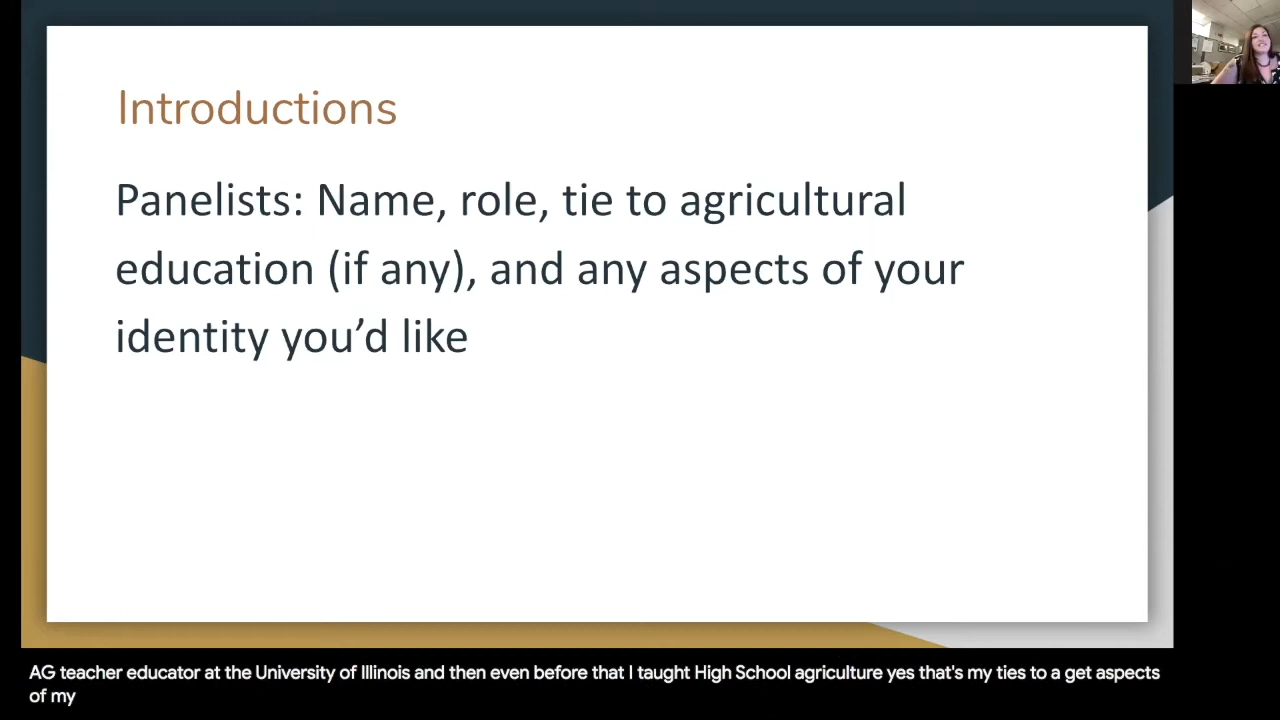 Introductions
Panelists: Name, role, tie to agricultural
education (if any), and any aspects of your
identity you’d like
AG teacher educator at the University of Illinois and then even before that I taught High School agriculture yes that's my ties to a get aspects
of my